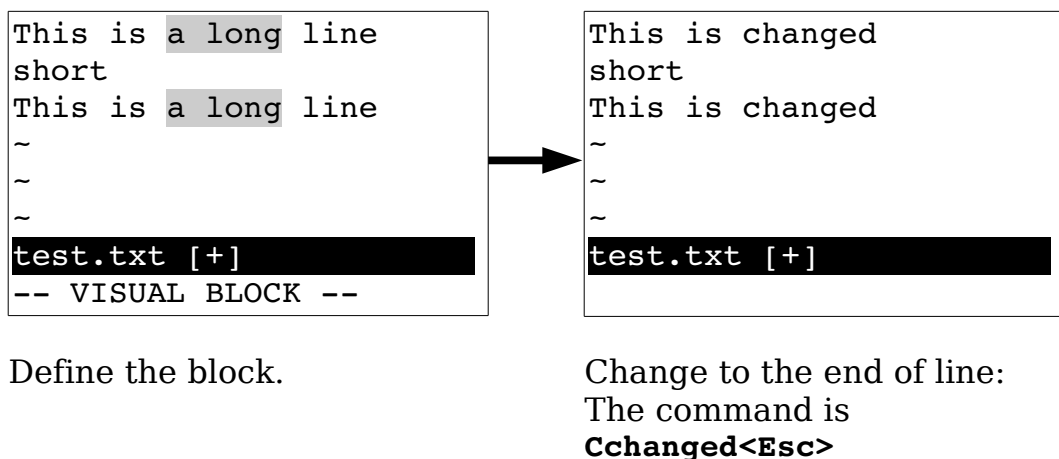 This is a long line
short
This is a long line
~
~
~
test.txt [+]
-- VISUAL BLOCK --
Define the block.
This is changed
short
This is changed
~
~
~
test.txt [+]
Change to the end of line:
The command is
Cchanged<Esc>